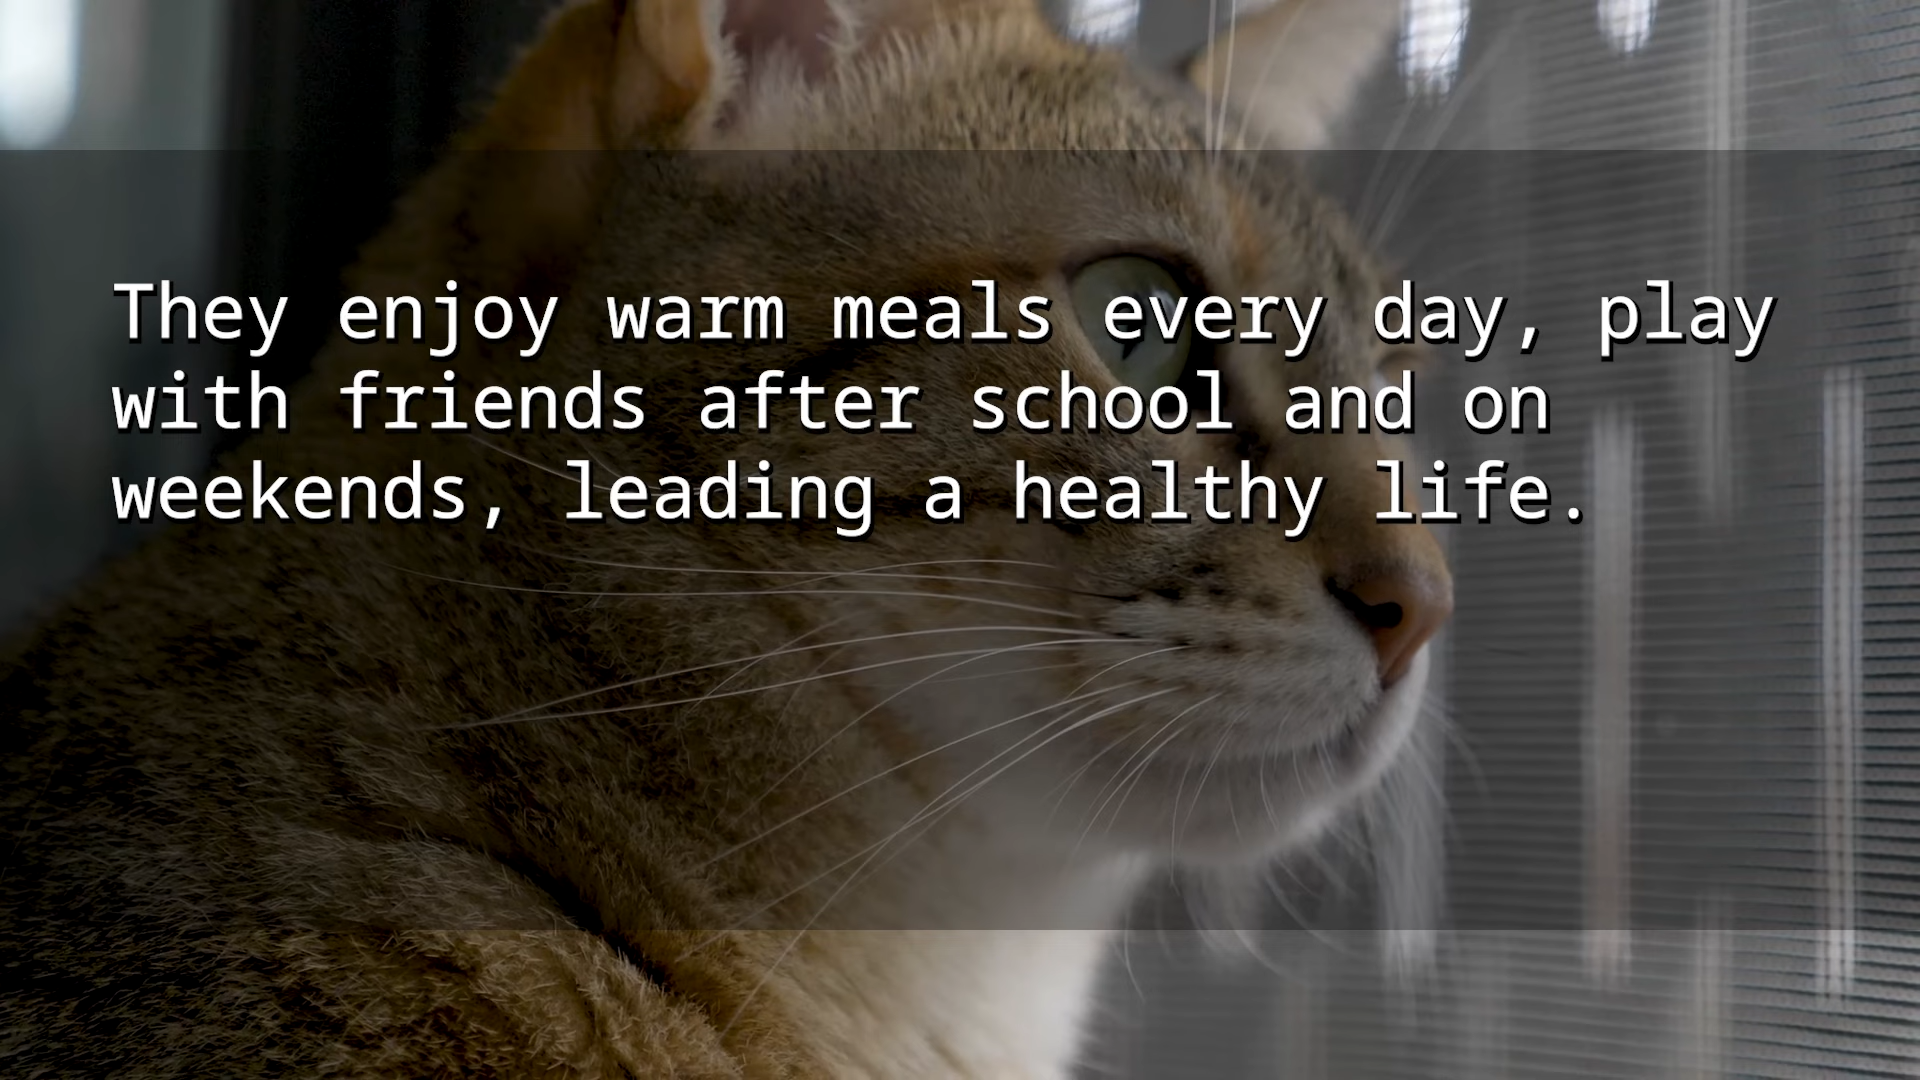 They enjoy warm meals every day, play
with friends after school and on
weekends, leading a healthy life.